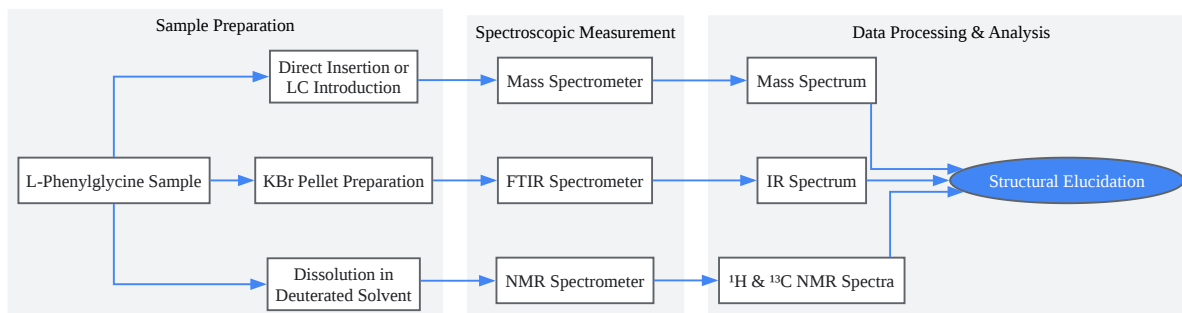 Sample Preparation
Spectroscopic Measurement
Data Processing & Analysis
Direct Insertion or
LC Introduction
Mass Spectrometer
Mass Spectrum
L-Phenylglycine Sample
KBr Pellet Preparation
FTIR Spectrometer
IR Spectrum
Structural Elucidation
Dissolution in
Deuterated Solvent
NMR Spectrometer
¹H & ¹³C NMR Spectra